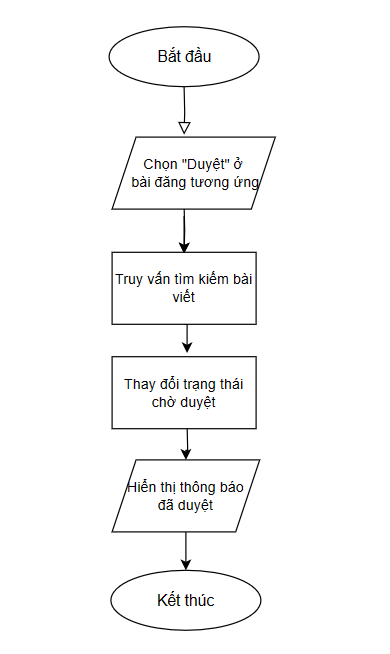 Bắt đầu
Chọn "Duyệt" ở
bài đăng tương ứng
Truy vấn tìm kiếm bài
viết
Thay đổi trạng thái
chờ duyệt
Hiển thị thông báo
đã duyệt
Kết thúc